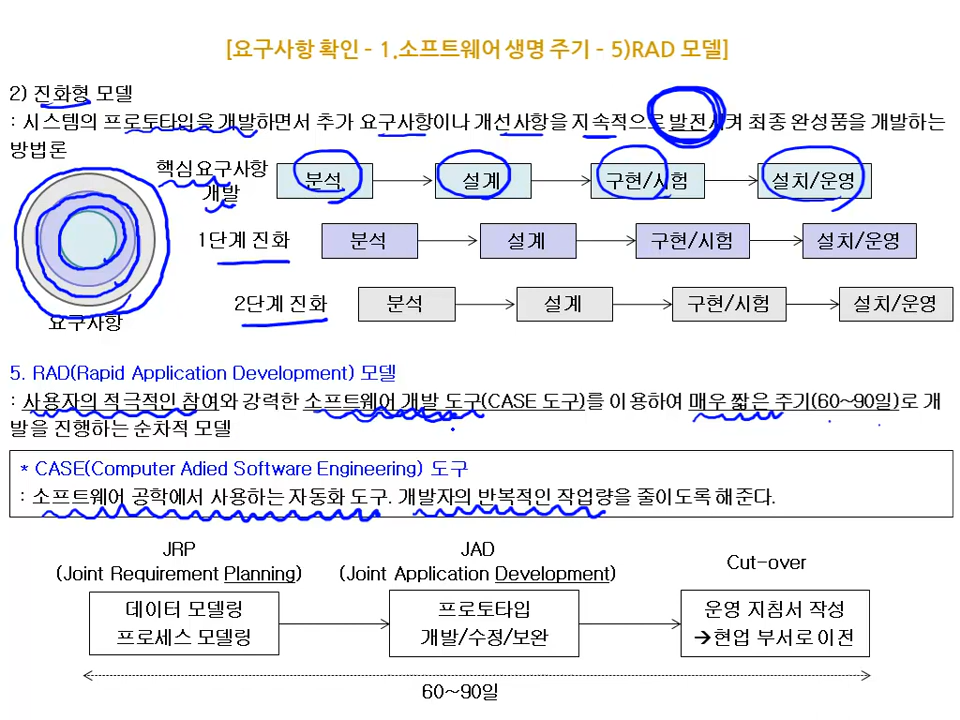 [요구사항 확인 - 1.소프트웨어 생명 주기 - 5)RAD 모델]
2) 진화형 모델
: 시스템의 프로토타입을 개발하면서 추가 요구사항이나 개선사항을 지속적으로 발전시켜 최종 완성품을 개발하는
방법론
핵심요구사항
개발
분석 설계 구현/시험 설치/운영
1단계 진화 분석 설계 구현/시험 설치/운영
2단계 진화 분석 설계 구현/시험 설치/운영
요구사항
5. RAD(Rapid Application Development) 모델
: 사용자의 적극적인 참여와 강력한 소프트웨어 개발 도구(CASE 도구)를 이용하여 매우 짧은 주기(60~90일)로 개
발을 진행하는 순차적 모델
* CASE(Computer Adied Software Engineering) 도구
: 소프트웨어 공학에서 사용하는 자동화 도구. 개발자의 반복적인 작업량을 줄이도록 해준다.
JRP
(Joint Requirement Planning)
데이터 모델링
프로세스 모델링
JAD
(Joint Application Development)
프로토타입
개발/수정/보완
Cut-over
운영 지침서 작성
→현업 부서로 이전
60~90일